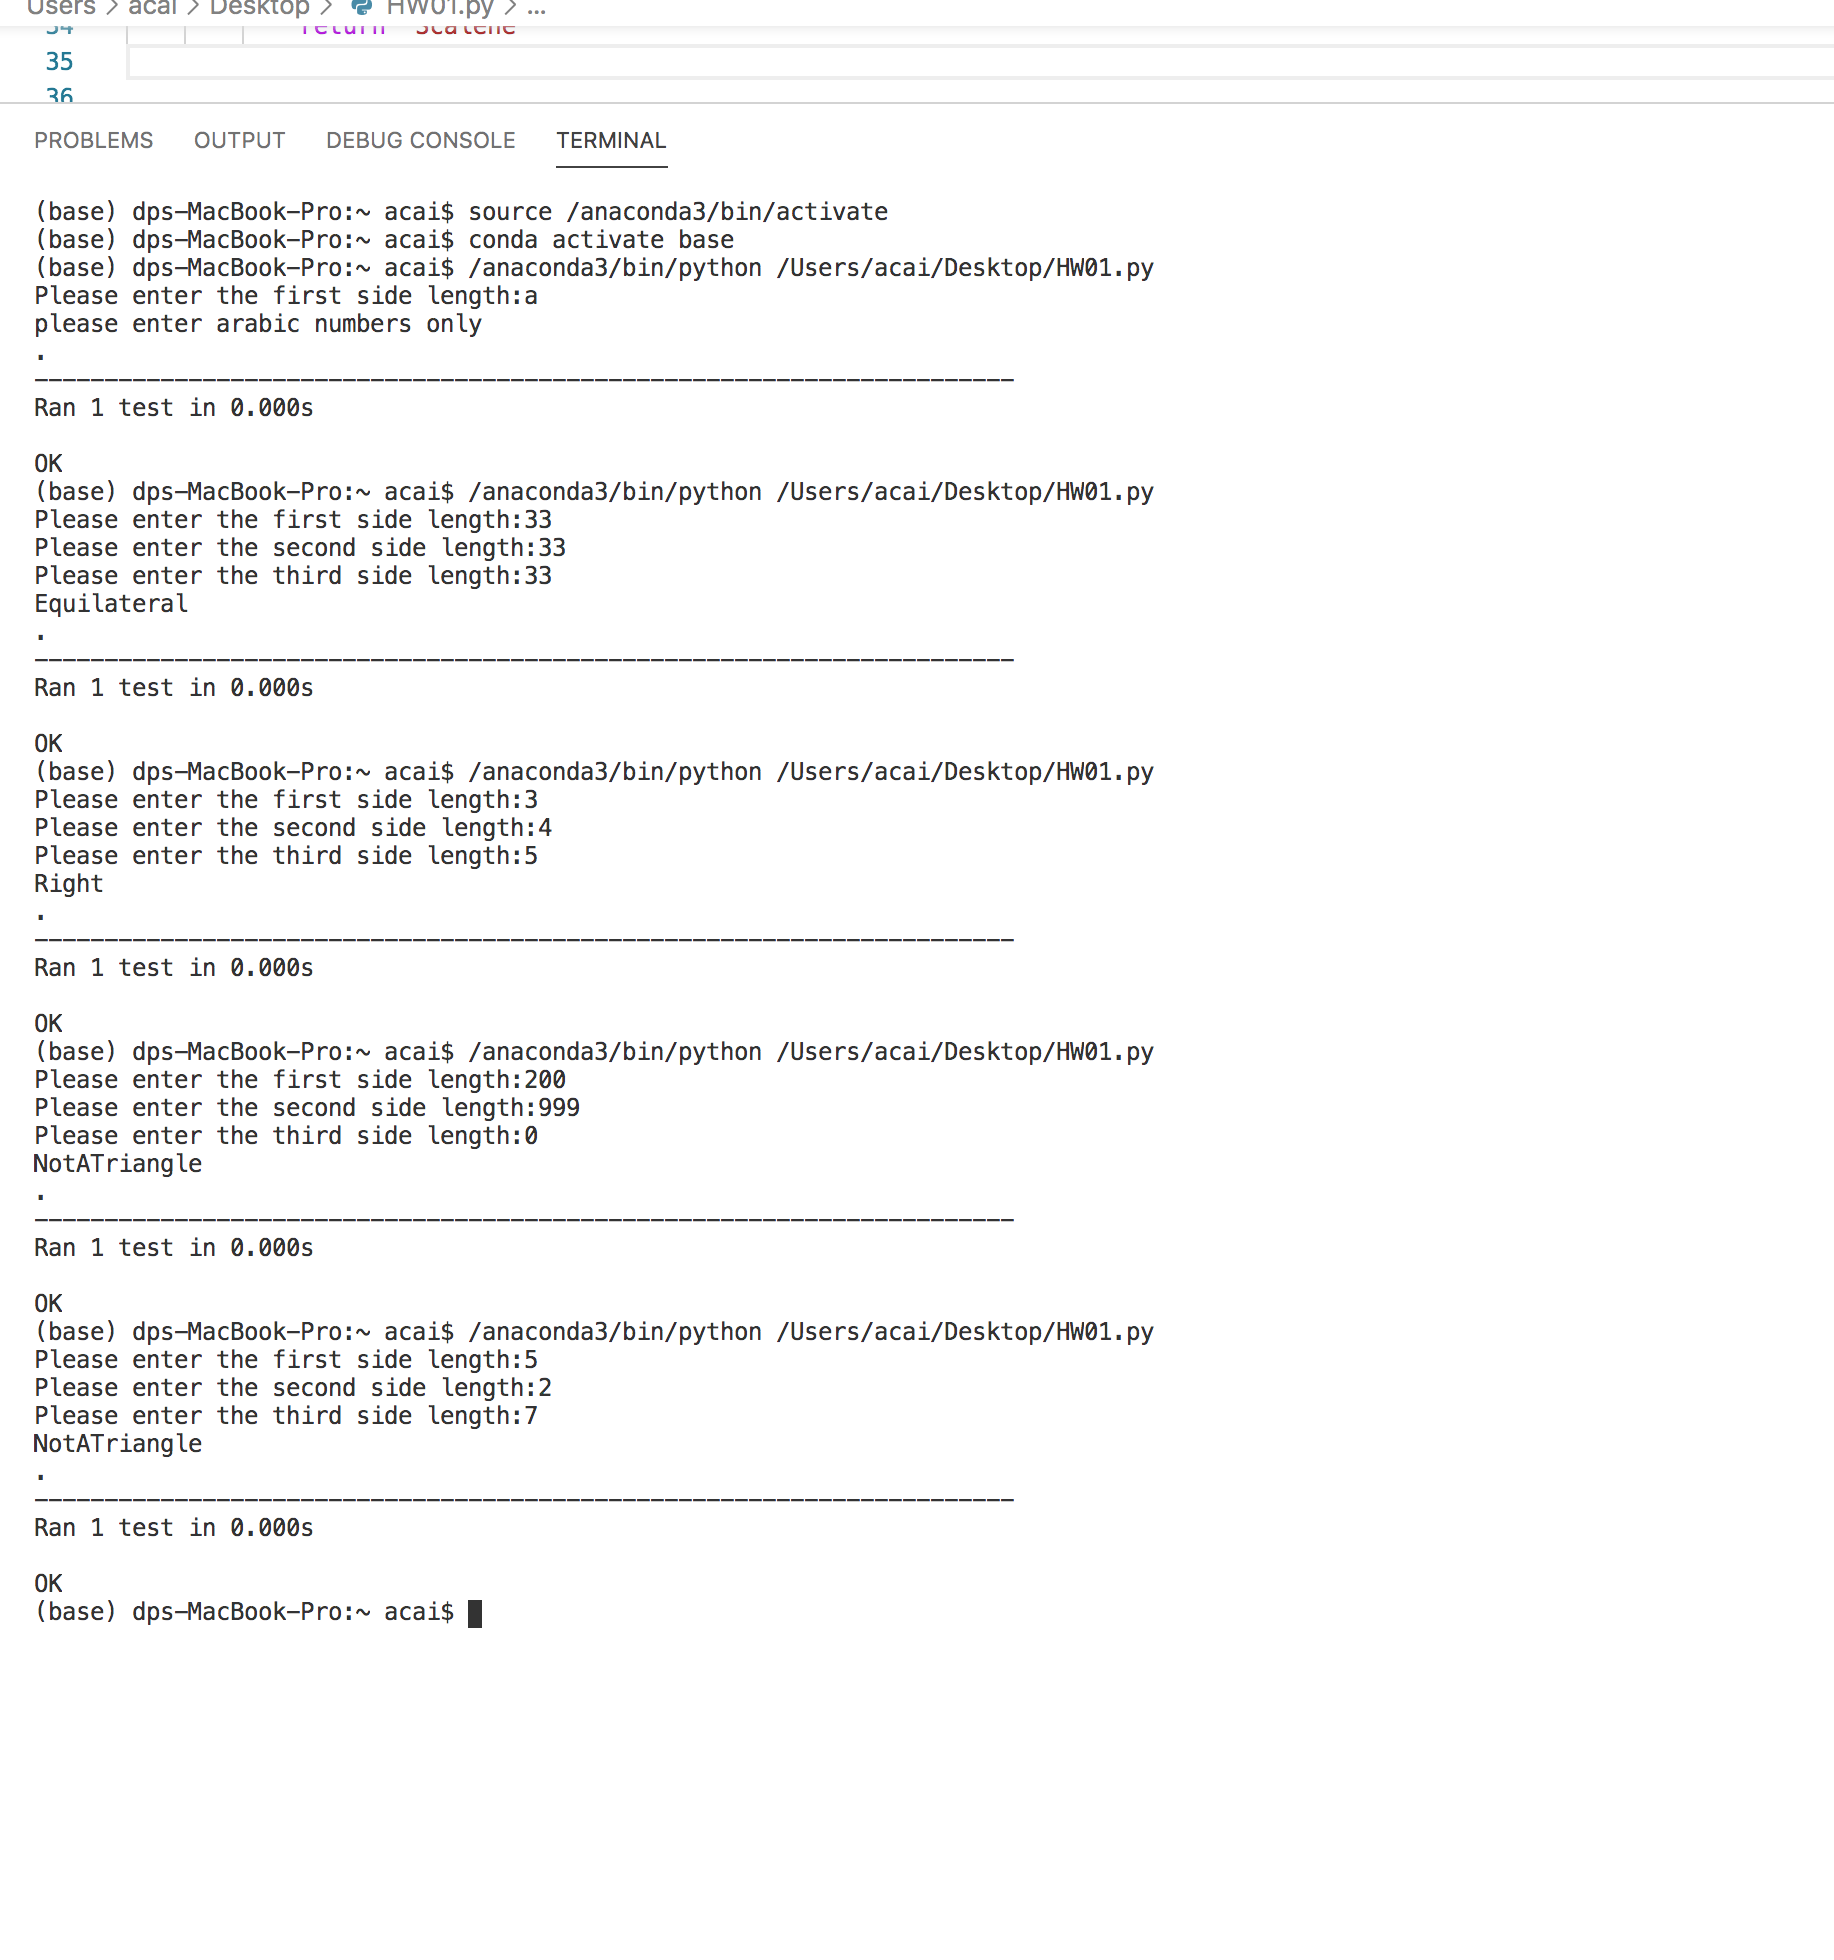 Users > acai > Desktop > HW01.py > ...
34 return "Scalene"
35
36
PROBLEMS OUTPUT DEBUG CONSOLE TERMINAL
(base) dps-MacBook-Pro:~ acai$ source /anaconda3/bin/activate
(base) dps-MacBook-Pro:~ acai$ conda activate base
(base) dps-MacBook-Pro:~ acai$ /anaconda3/bin/python /Users/acai/Desktop/HW01.py
Please enter the first side length:a
please enter arabic numbers only
.
----------------------------------------------------------------------
Ran 1 test in 0.000s

OK
(base) dps-MacBook-Pro:~ acai$ /anaconda3/bin/python /Users/acai/Desktop/HW01.py
Please enter the first side length:33
Please enter the second side length:33
Please enter the third side length:33
Equilateral
.
----------------------------------------------------------------------
Ran 1 test in 0.000s

OK
(base) dps-MacBook-Pro:~ acai$ /anaconda3/bin/python /Users/acai/Desktop/HW01.py
Please enter the first side length:3
Please enter the second side length:4
Please enter the third side length:5
Right
.
----------------------------------------------------------------------
Ran 1 test in 0.000s

OK
(base) dps-MacBook-Pro:~ acai$ /anaconda3/bin/python /Users/acai/Desktop/HW01.py
Please enter the first side length:200
Please enter the second side length:999
Please enter the third side length:0
NotATriangle
.
----------------------------------------------------------------------
Ran 1 test in 0.000s

OK
(base) dps-MacBook-Pro:~ acai$ /anaconda3/bin/python /Users/acai/Desktop/HW01.py
Please enter the first side length:5
Please enter the second side length:2
Please enter the third side length:7
NotATriangle
.
----------------------------------------------------------------------
Ran 1 test in 0.000s

OK
(base) dps-MacBook-Pro:~ acai$